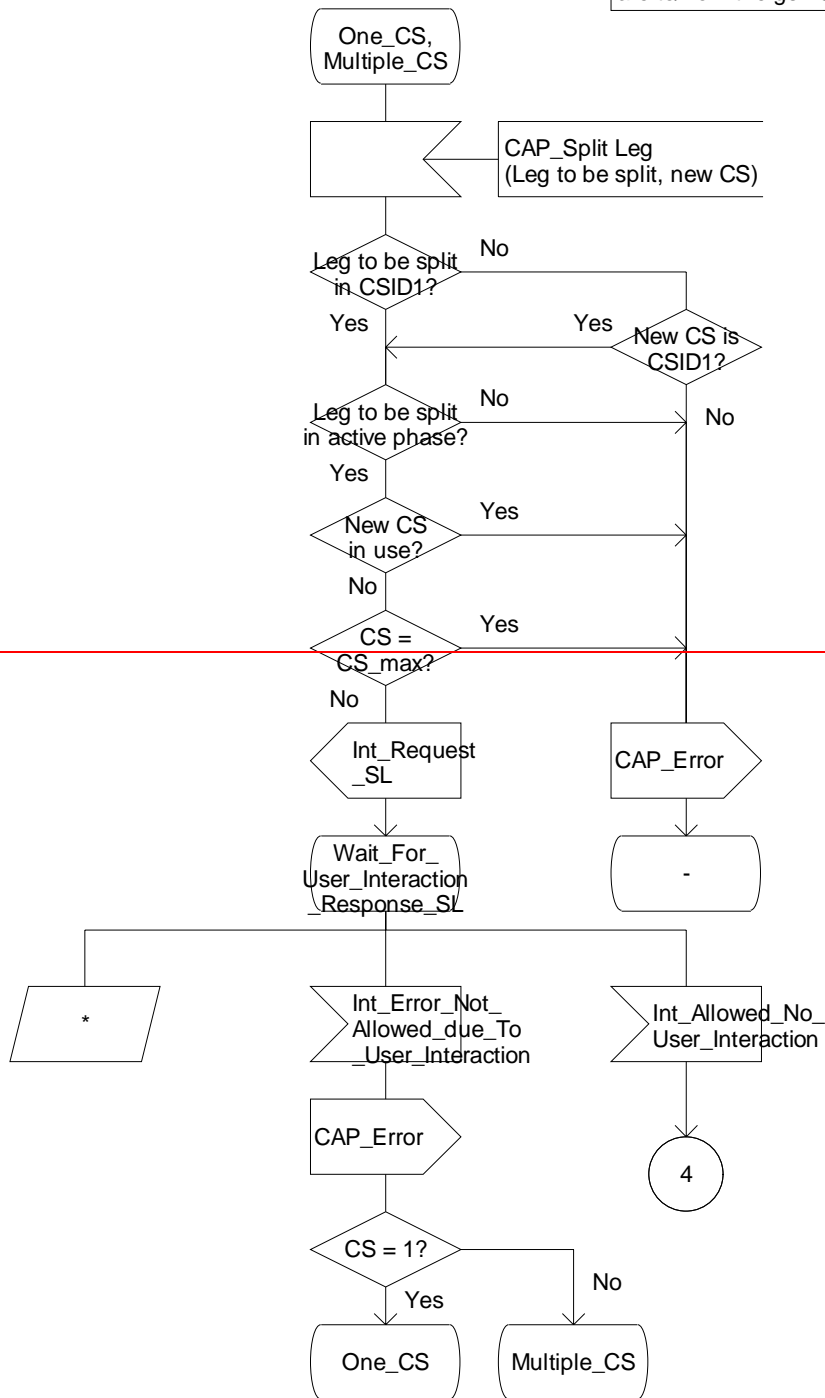 One_CS,
Multiple_CS
CAP_Split Leg
(Leg to be split, new CS)
Leg to be split
in CSID1?
No
Yes
Yes
New CS is
CSID1?
Leg to be split
in active phase?
No
No
Yes
New CS
in use?
Yes
No
CS =
CS_max?
Yes
No
Int_Request
_SL
CAP_Error
Wait_For_
User_Interaction
_Response_SL
-
*
Int_Error_Not_
Allowed_due_To
_User_Interaction
Int_Allowed_No_
User_Interaction
CAP_Error
4
CS = 1?
No
Yes
One_CS
Multiple_CS